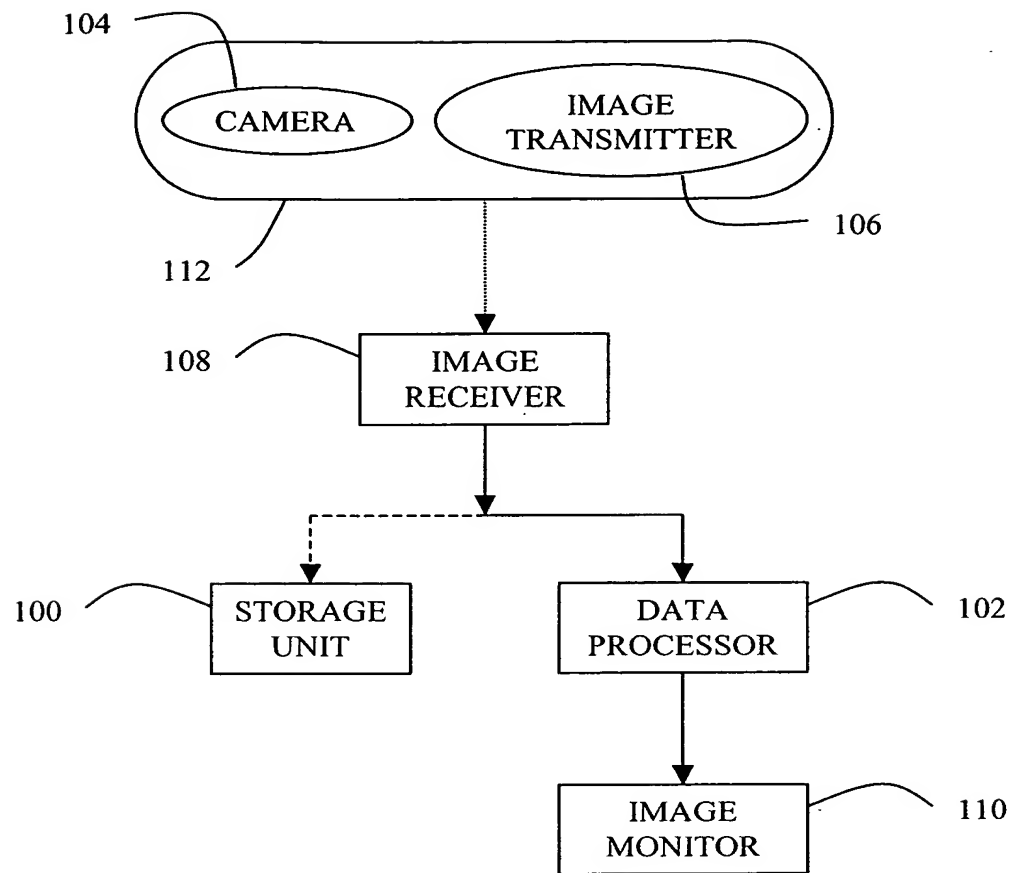 104
CAMERA
IMAGE
TRANSMITTER
106
112
108
IMAGE
RECEIVER
100
STORAGE
UNIT
DATA
PROCESSOR
102
IMAGE
MONITOR
110